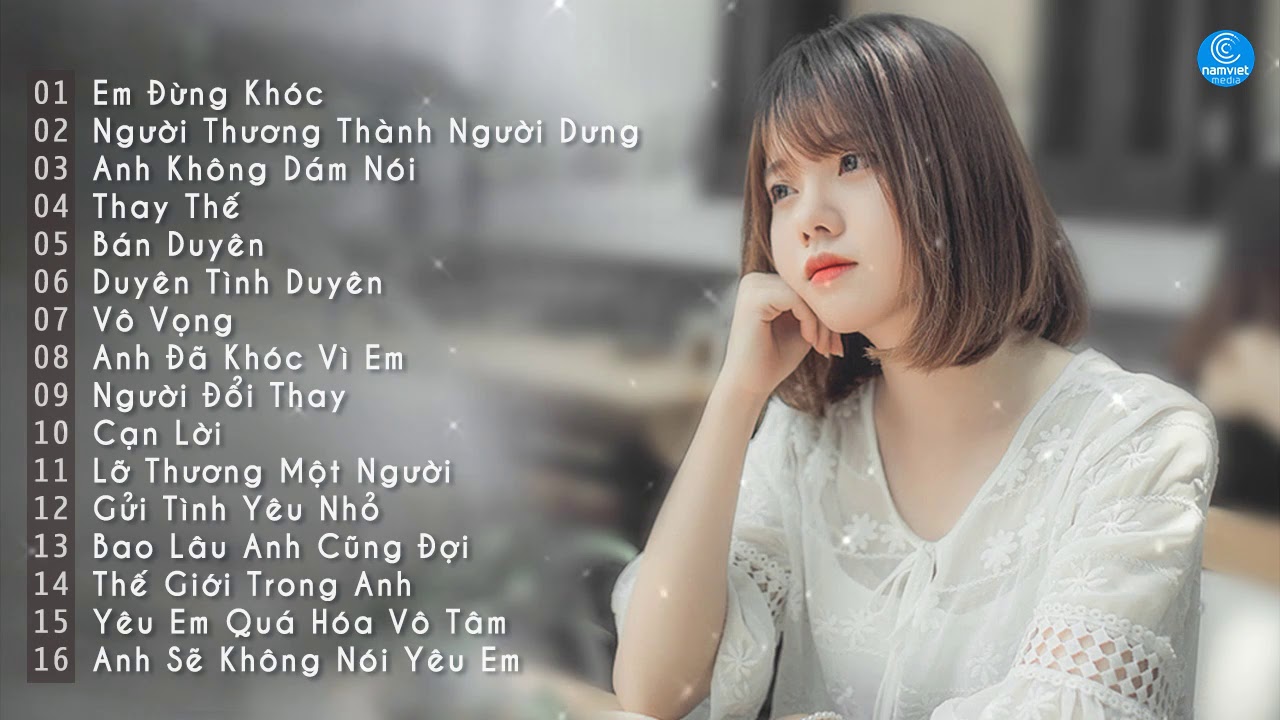 namviet
media
01 Em Đừng Khóc
02 Người Thương Thành Người Dưng
03 Anh Không Dám Nói
04 Thay Thế
05 Bán Duyên
06 Duyên Tình Duyên
07 Vô Vọng
08 Anh Đã Khóc Vì Em
09 Người Đổi Thay
10 Cạn Lời
11 Lỡ Thương Một Người
12 Gửi Tình Yêu Nhỏ
13 Bao Lâu Anh Cũng Đợi
14 Thế Giới Trong Anh
15 Yêu Em Quá Hóa Vô Tâm
16 Anh Sẽ Không Nói Yêu Em